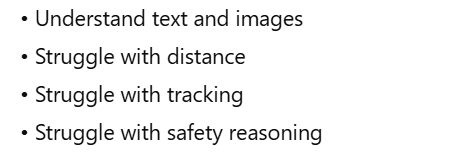 • Understand text and images
• Struggle with distance
• Struggle with tracking
• Struggle with safety reasoning